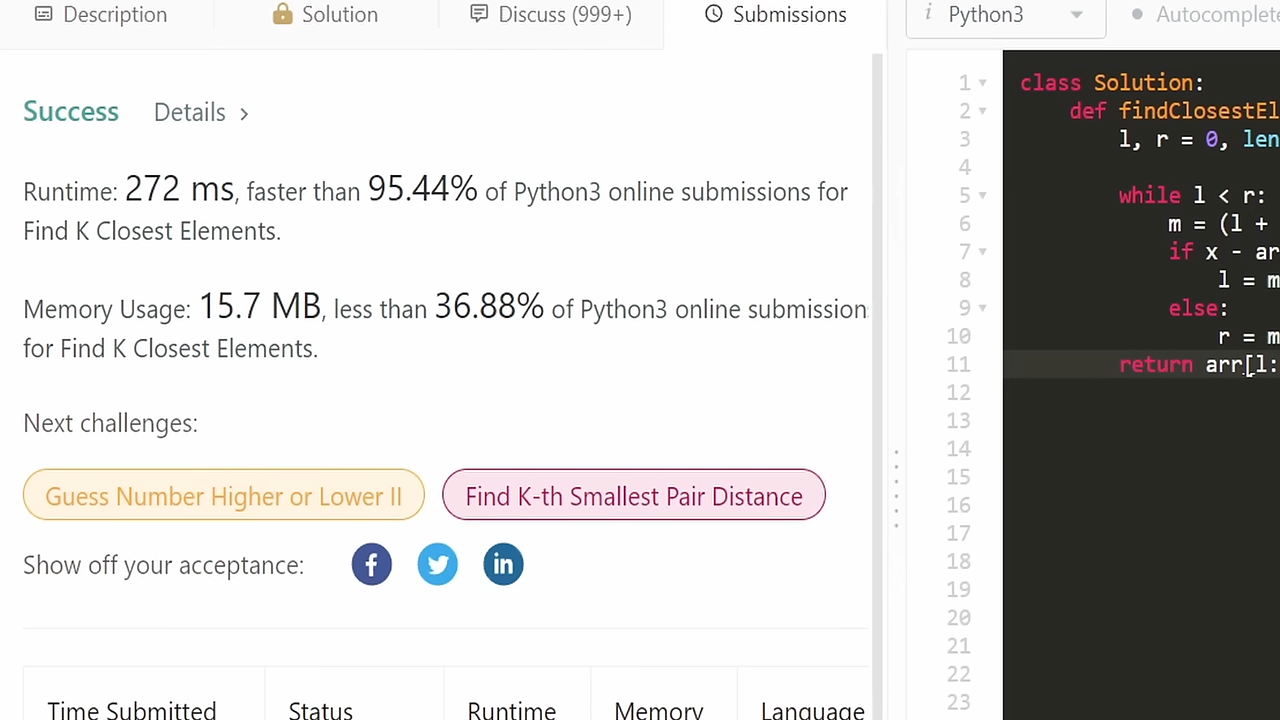 Description
Solution
Discuss (999+)
Submissions
i Python3
Autocomplete
Success Details >
Runtime: 272 ms, faster than 95.44% of Python3 online submissions for
Find K Closest Elements.
Memory Usage: 15.7 MB, less than 36.88% of Python3 online submissions
for Find K Closest Elements.
Next challenges:
Guess Number Higher or Lower II
Find K-th Smallest Pair Distance
Show off your acceptance:
Time Submitted Status Runtime Memory Language
1 class Solution:
2 def findClosestEl
3 l, r = 0, len
4
5 while l < r:
6 m = (l +
7 if x - ar
8 l = m
9 else:
10 r = m
11 return arr[l:
12
13
14
15
16
17
18
19
20
21
22
23